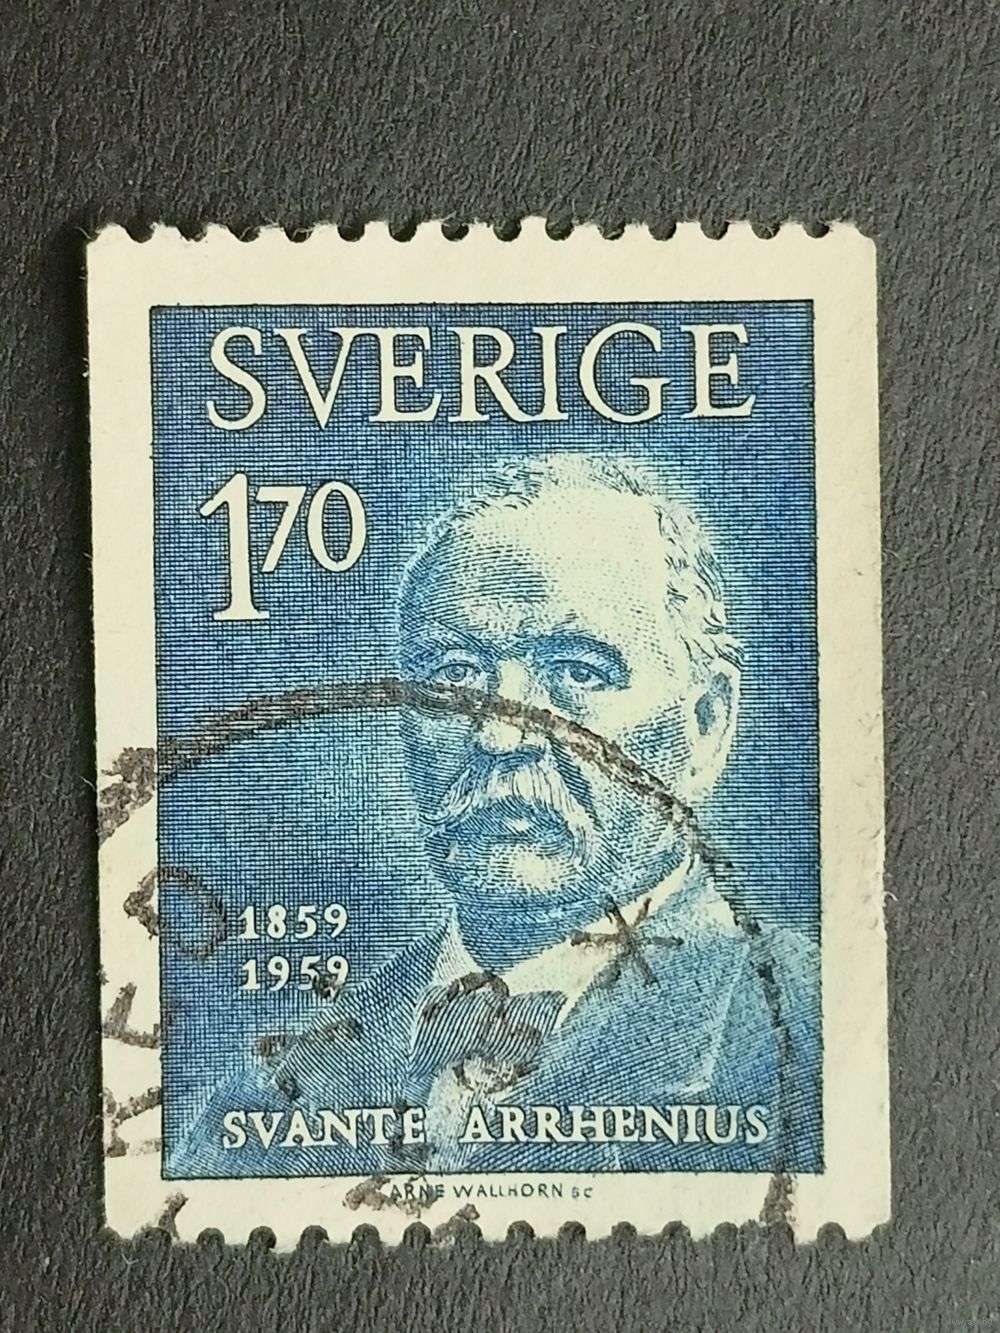 SVERIGE
1 70
1859
1959
SVANTE ARRHENIUS
ARNE WALLHORN SC